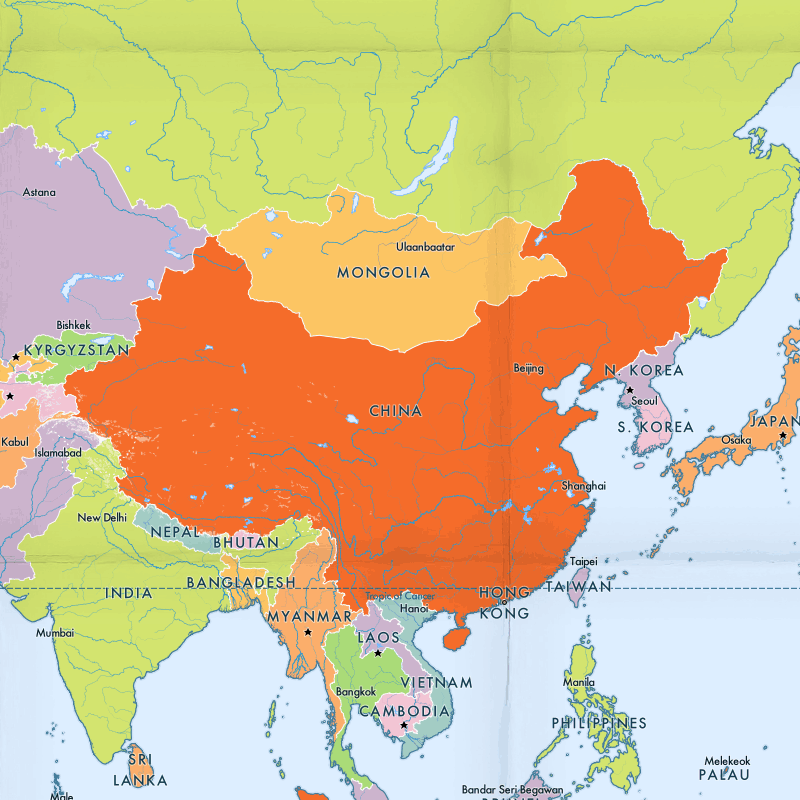 Astana
Ulaanbaatar
MONGOLIA
Bishkek
KYRGYZSTAN
Beijing
N. KOREA
Seoul
CHINA
S. KOREA
JAPAN
Osaka
Kabul
Islamabad
Shanghai
New Delhi
NEPAL
BHUTAN
Taipei
BANGLADESH
INDIA
TAIWAN
HONG
KONG
Tropic of Cancer
Hanoi
MYANMAR
Mumbai
LAOS
VIETNAM
Manila
Bangkok
CAMBODIA
PHILIPPINES
SRI
LANKA
Melekeok
PALAU
Bandar Seri Begawan
Male